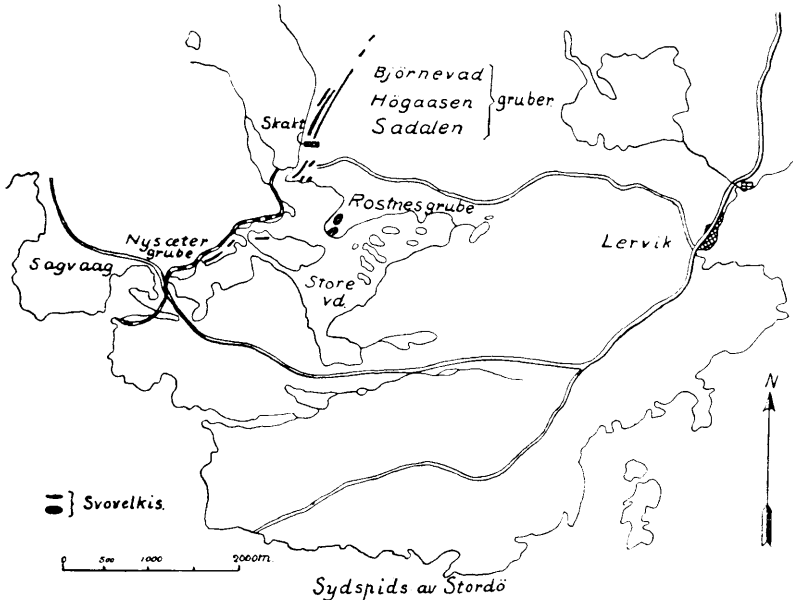 Björnevad
Högaasen
Sadalen
gruber.
Skakt
Rostnesgrube
Nysæter
grube
Lervik
Sagvaag
Store
vd.
N
Svovelkis.
0 500 1000 2000m.
Sydspids av Stordö